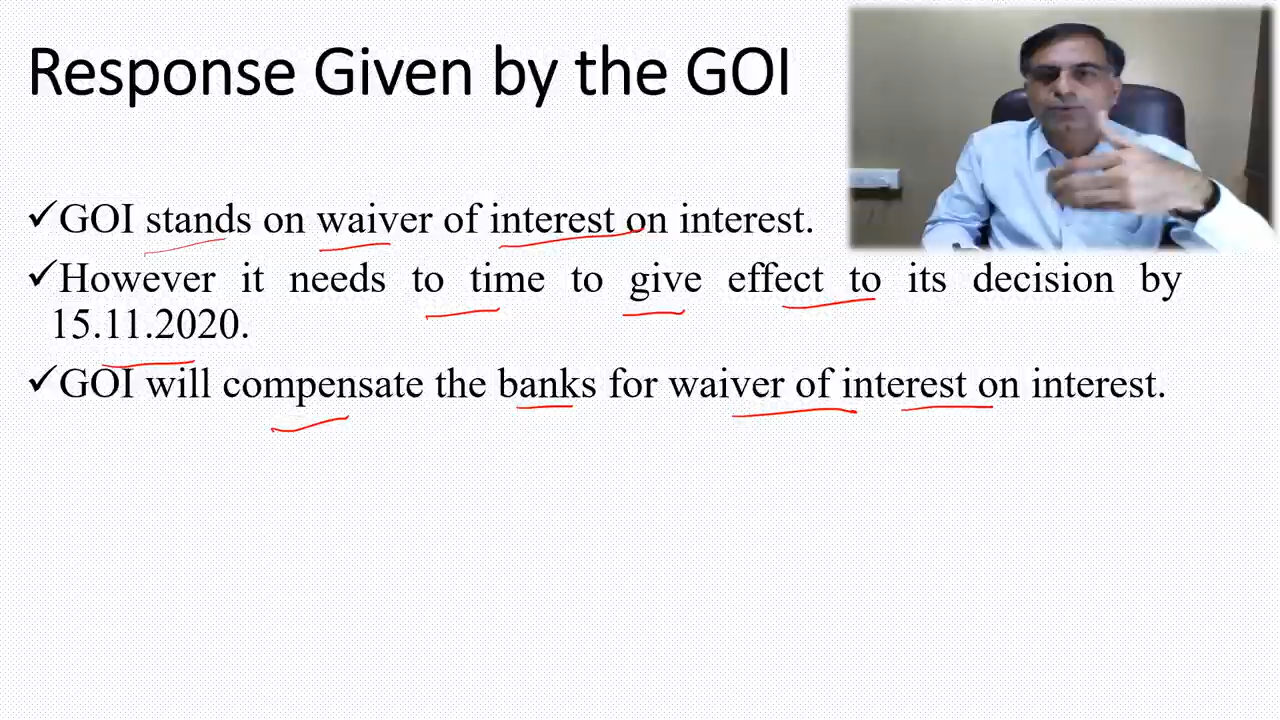 Response Given by the GOI
✓GOI stands on waiver of interest on interest.
✓However it needs to time to give effect to its decision by
15.11.2020.
✓GOI will compensate the banks for waiver of interest on interest.